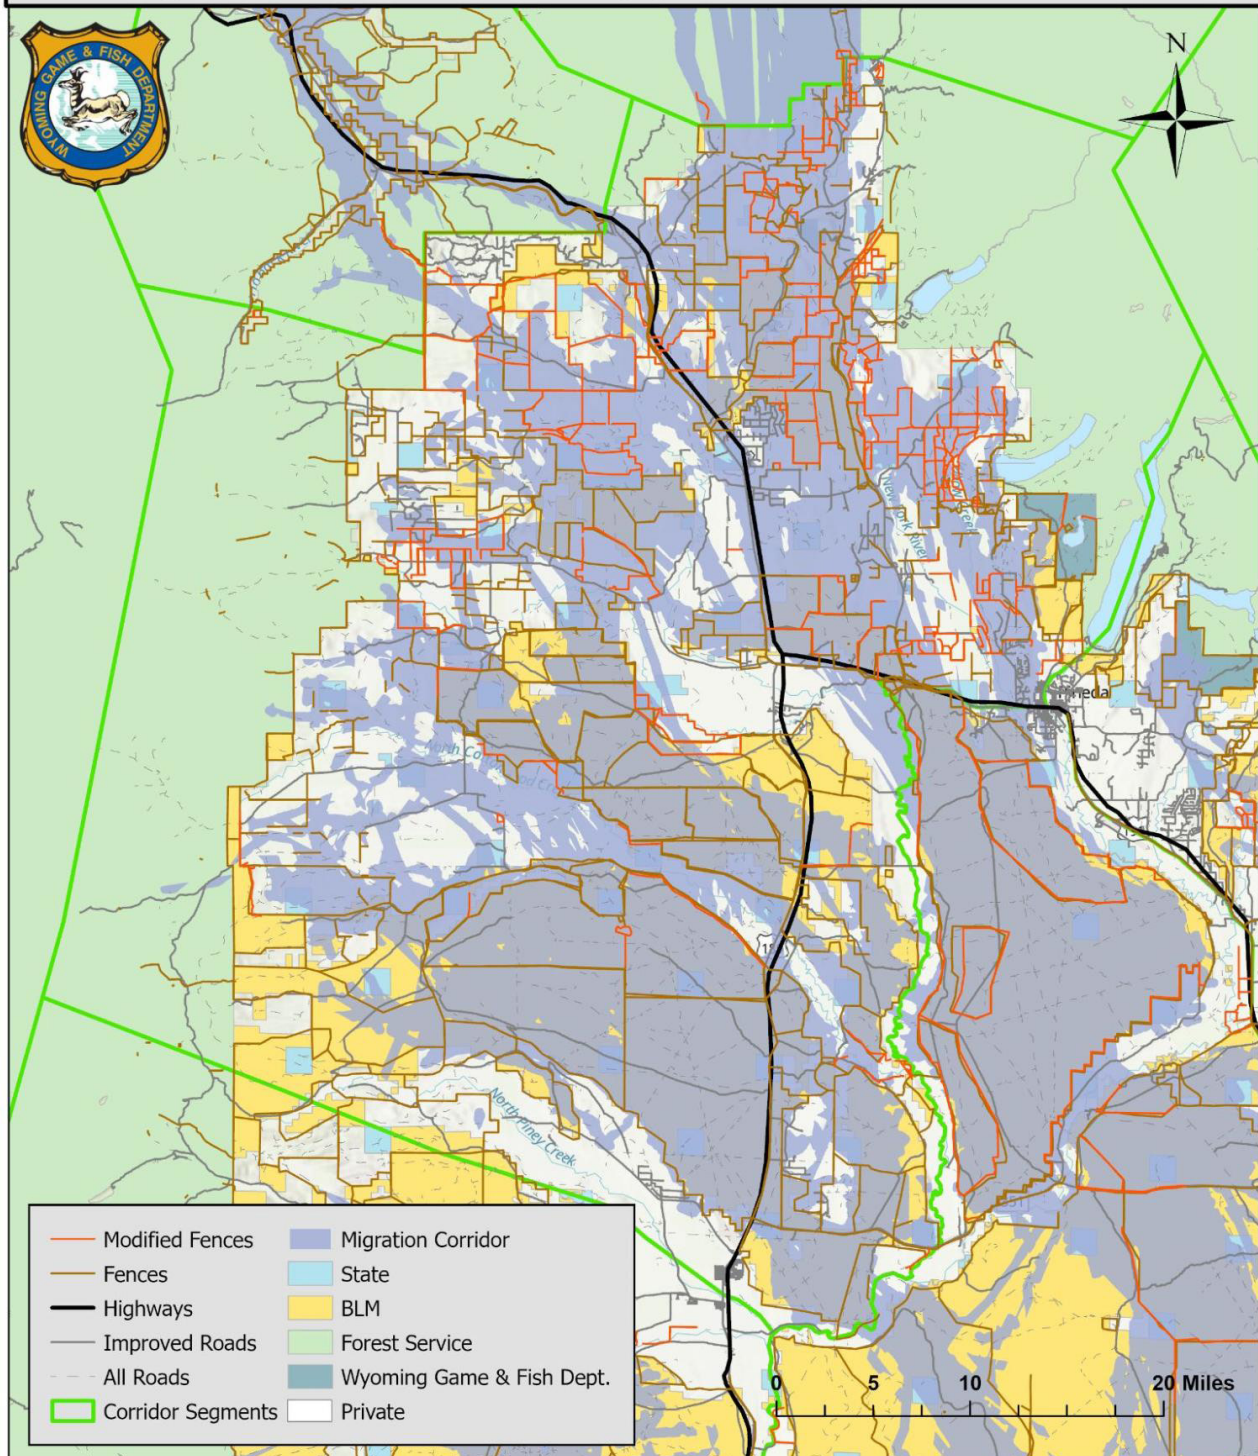 WYOMING GAME & FISH DEPARTMENT
N
New Fork River
North Piney Creek
Modified Fences
Fences
Highways
Improved Roads
All Roads
Corridor Segments
Migration Corridor
State
BLM
Forest Service
Wyoming Game & Fish Dept.
Private
0 5 10 20 Miles